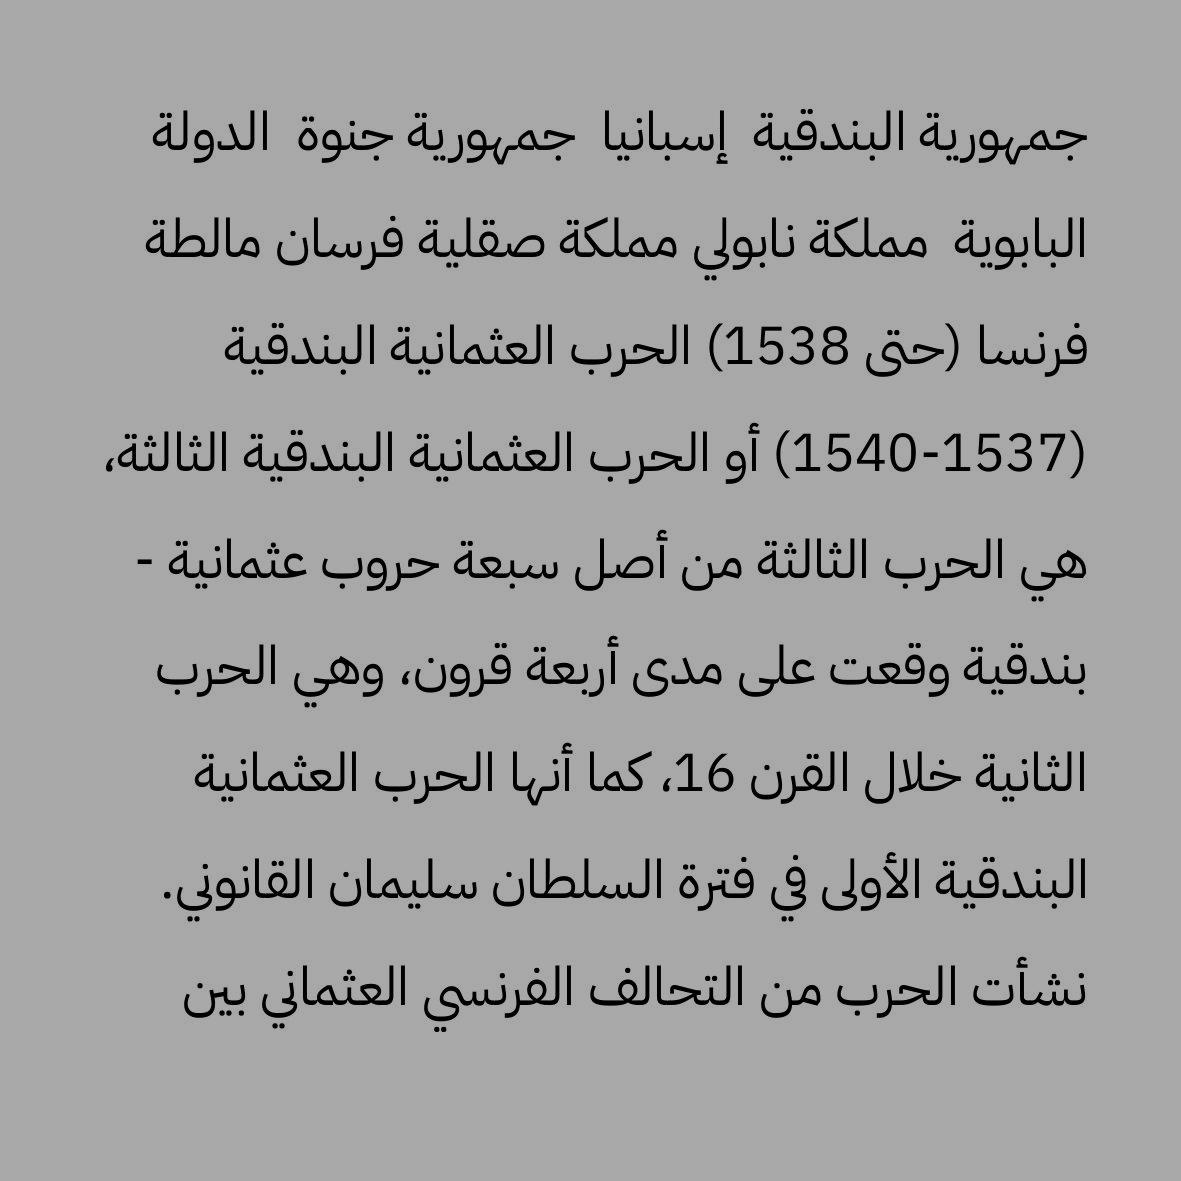 جمهورية البندقية  إسبانيا  جمهورية جنوة  الدولة
البابوية  مملكة نابولي مملكة صقلية فرسان مالطة
فرنسا (حتى 1538) الحرب العثمانية البندقية
(1537-1540) أو الحرب العثمانية البندقية الثالثة،
هي الحرب الثالثة من أصل سبعة حروب عثمانية -
بندقية وقعت على مدى أربعة قرون، وهي الحرب
الثانية خلال القرن 16، كما أنها الحرب العثمانية
البندقية الأولى في فترة السلطان سليمان القانوني.
نشأت الحرب من التحالف الفرنسي العثماني بين